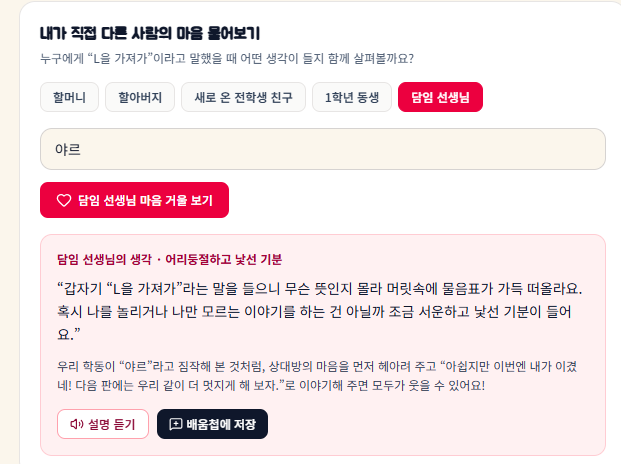 내가 직접 다른 사람의 마음 물어보기
누구에게 “L을 가져가”이라고 말했을 때 어떤 생각이 들지 함께 살펴볼까요?
할머니 할아버지 새로 온 전학생 친구 1학년 동생 담임 선생님
야르
담임 선생님 마음 거울 보기
담임 선생님의 생각 · 어리둥절하고 낯선 기분
“갑자기 “L을 가져가”라는 말을 들으니 무슨 뜻인지 몰라 머릿속에 물음표가 가득 떠올라요.
혹시 나를 놀리거나 나만 모르는 이야기를 하는 건 아닐까 조금 서운하고 낯선 기분이 들어
요.”
우리 학동이 “야르”라고 짐작해 본 것처럼, 상대방의 마음을 먼저 헤아려 주고 “아쉽지만 이번엔 내가 이겼
네! 다음 판에는 우리 같이 더 멋지게 해 보자.”로 이야기해 주면 모두가 웃을 수 있어요!
설명 듣기 배움첩에 저장